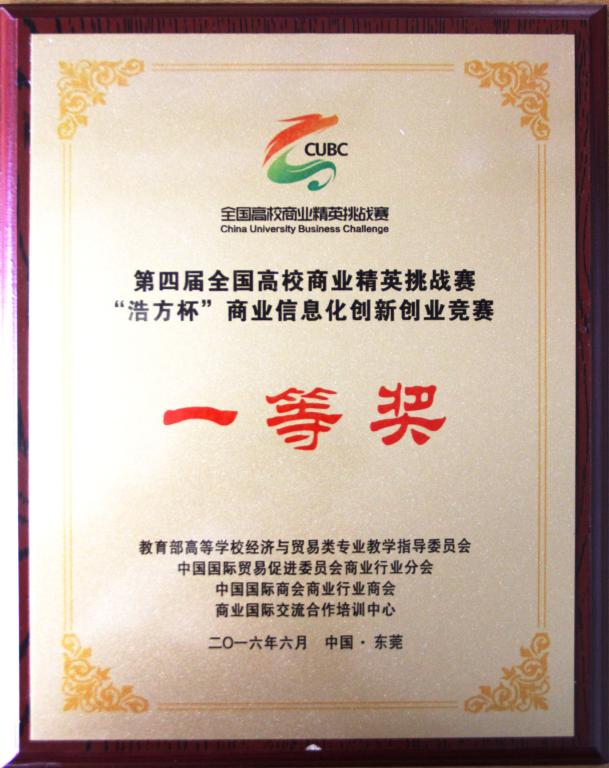 CUBC
全国高校商业精英挑战赛
China University Business Challenge
第四届全国高校商业精英挑战赛
“浩方杯”商业信息化创新创业竞赛
一等奖
教育部高等学校经济与贸易类专业教学指导委员会
中国国际贸易促进委员会商业行业分会
中国国际商会商业行业商会
商业国际交流合作培训中心
二〇一六年六月 中国·东莞